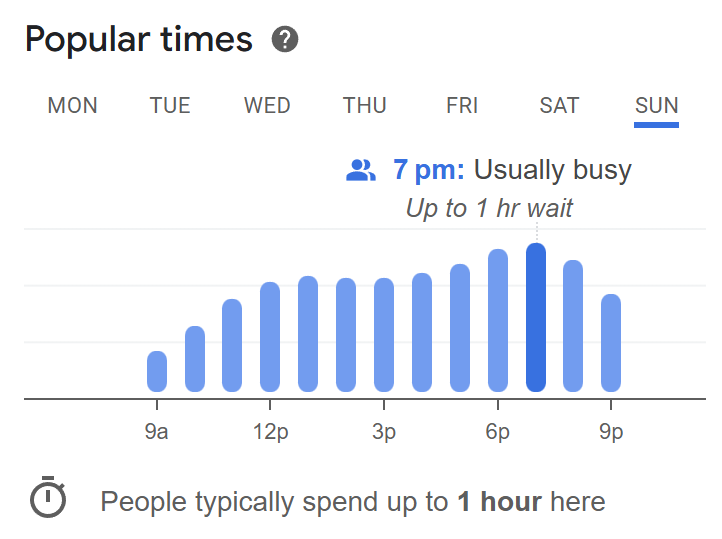 Popular times ?
MON TUE WED THU FRI SAT SUN
7 pm: Usually busy
Up to 1 hr wait
9a 12p 3p 6p 9p
People typically spend up to 1 hour here